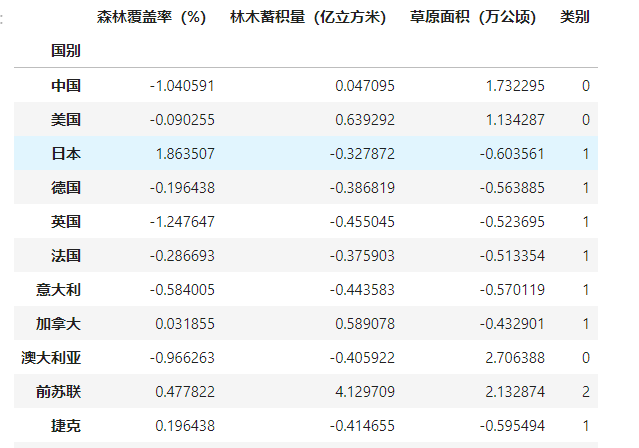 森林覆盖率（%） 林木蓄积量（亿立方米） 草原面积（万公顷） 类别
国别
中国 -1.040591 0.047095 1.732295 0
美国 -0.090255 0.639292 1.134287 0
日本 1.863507 -0.327872 -0.603561 1
德国 -0.196438 -0.386819 -0.563885 1
英国 -1.247647 -0.455045 -0.523695 1
法国 -0.286693 -0.375903 -0.513354 1
意大利 -0.584005 -0.443583 -0.570119 1
加拿大 0.031855 0.589078 -0.432901 1
澳大利亚 -0.966263 -0.405922 2.706388 0
前苏联 0.477822 4.129709 2.132874 2
捷克 0.196438 -0.414655 -0.595494 1